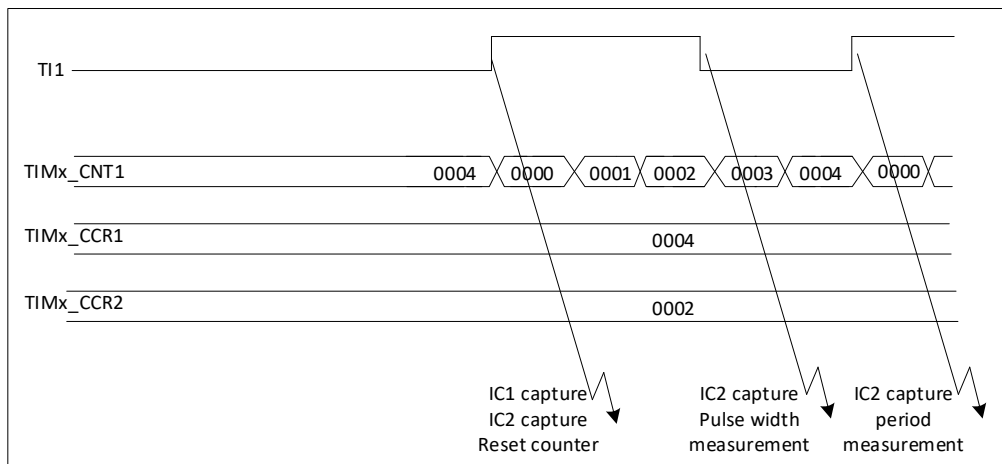 TI1
TIMx_CNT1 0004 0000 0001 0002 0003 0004 0000
TIMx_CCR1 0004
TIMx_CCR2 0002
IC1 capture
IC2 capture
Reset counter
IC2 capture
Pulse width
measurement
IC2 capture
period
measurement